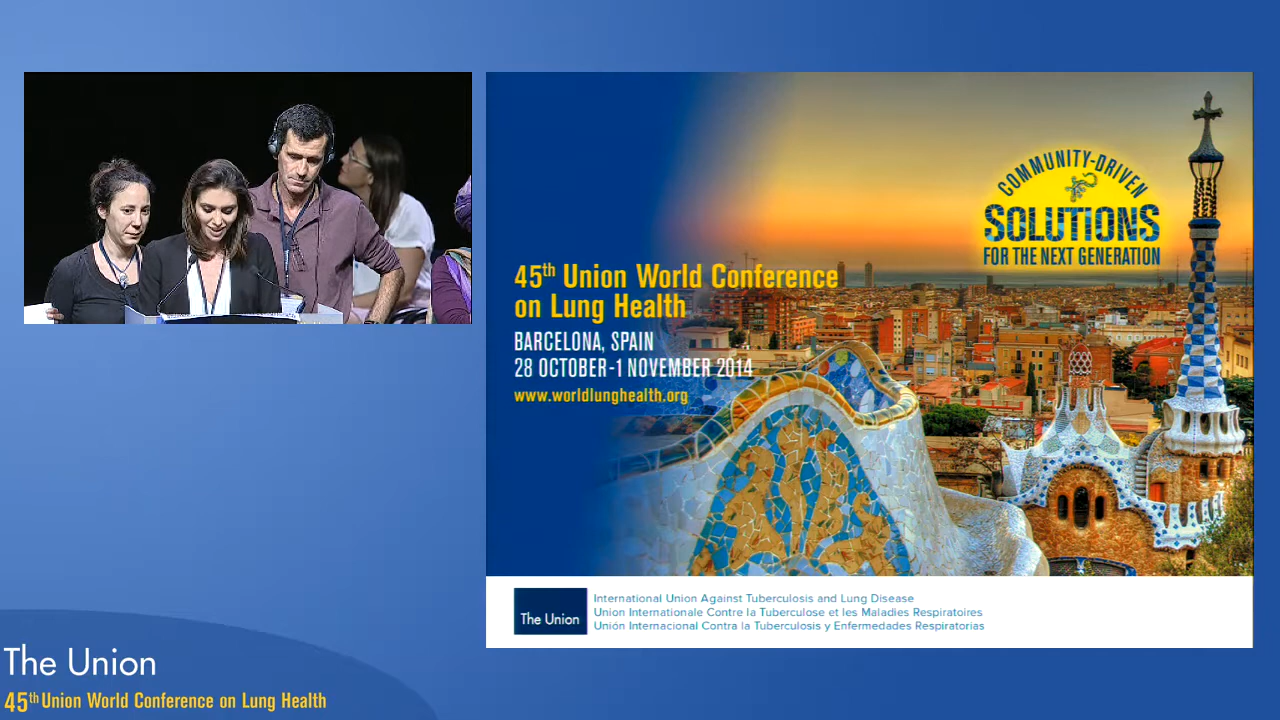 COMMUNITY-DRIVEN
SOLUTIONS
FOR THE NEXT GENERATION
45th Union World Conference
on Lung Health
BARCELONA, SPAIN
28 OCTOBER-1 NOVEMBER 2014
www.worldlunghealth.org
The Union
International Union Against Tuberculosis and Lung Disease
Union Internationale Contre la Tuberculose et les Maladies Respiratoires
Unión Internacional Contra la Tuberculosis y Enfermedades Respiratorias
The Union
45th Union World Conference on Lung Health